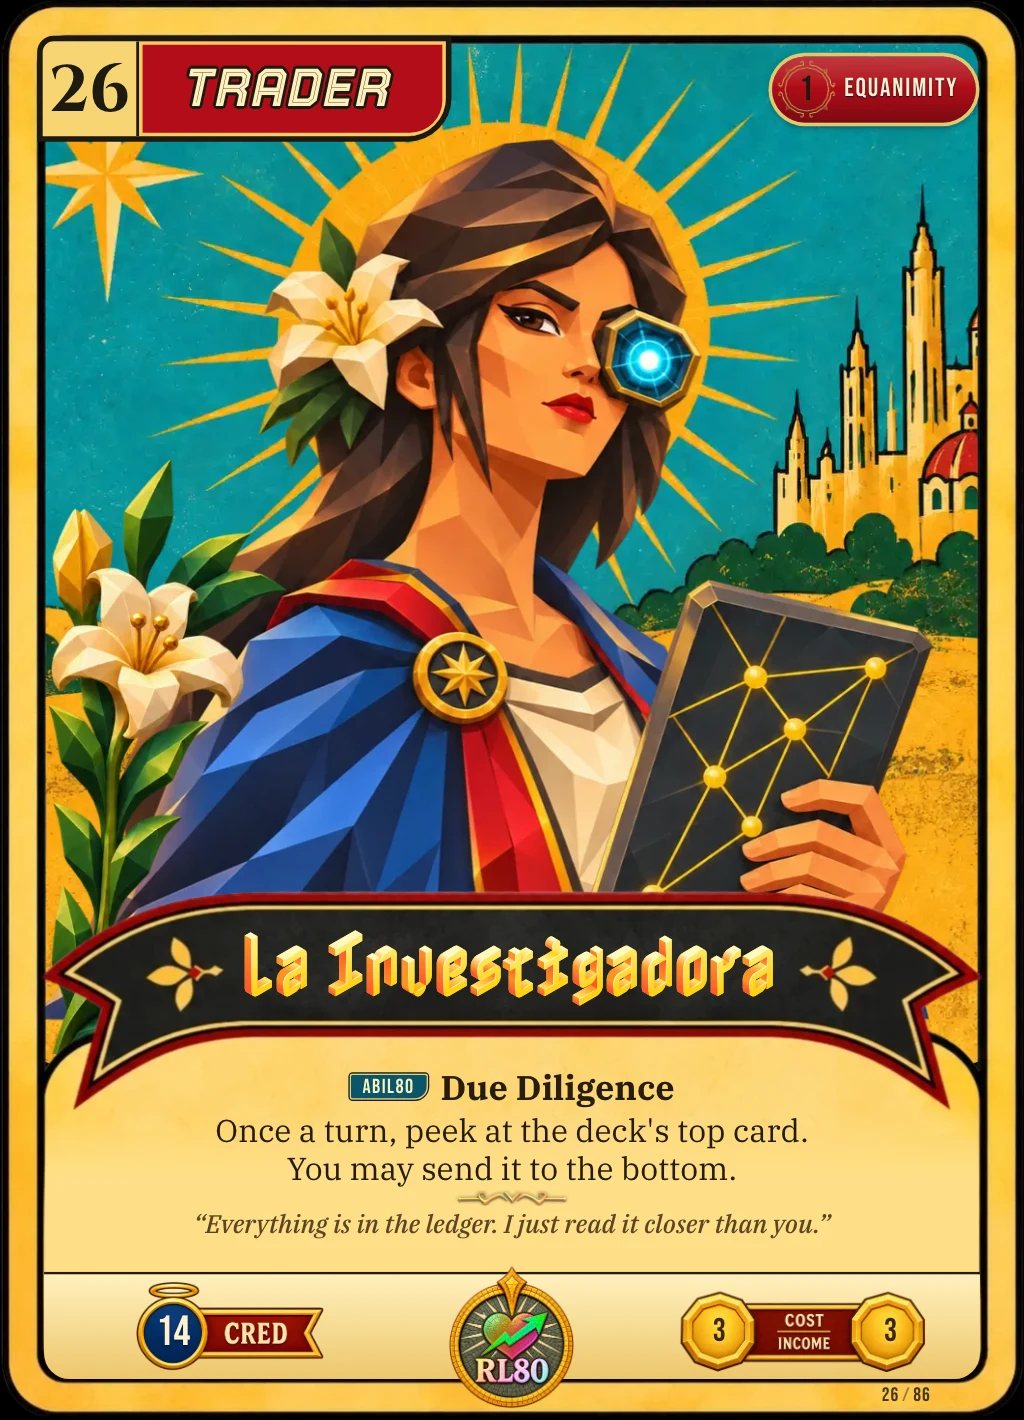 26
TRADER
1 EQUANIMITY
La Investigadora
ABIL80 Due Diligence
Once a turn, peek at the deck's top card.
You may send it to the bottom.
“Everything is in the ledger. I just read it closer than you.”
14 CRED
RL80
3 COST 3
INCOME
26 / 86